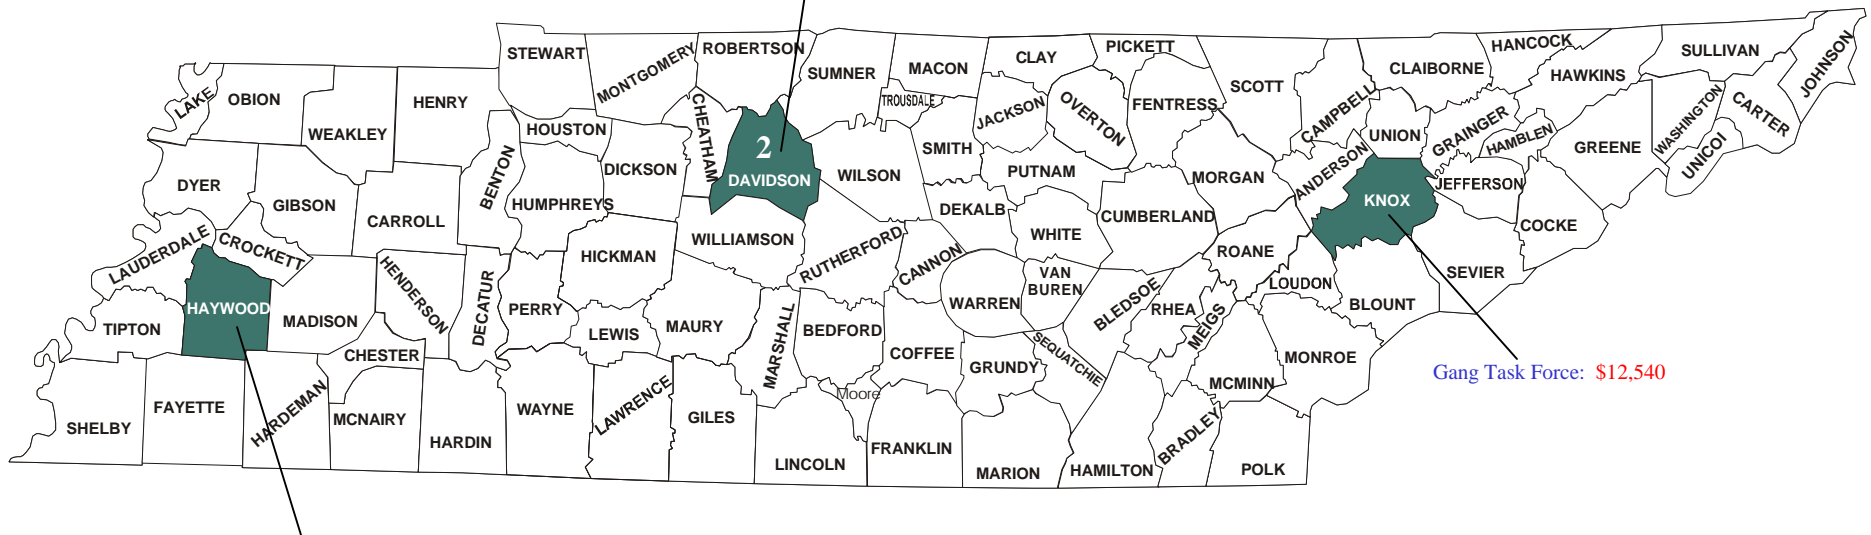 STEWART
MONTGOMERY
ROBERTSON
SUMNER
MACON
CLAY
PICKETT
SCOTT
CLAIBORNE
HANCOCK
HAWKINS
SULLIVAN
JOHNSON
LAKE
OBION
WEAKLEY
HENRY
HOUSTON
CHEATHAM
2
DAVIDSON
TROUSDALE
JACKSON
OVERTON
FENTRESS
CAMPBELL
UNION
GRAINGER
HAMBLEN
GREENE
WASHINGTON
CARTER
UNICOI
DYER
GIBSON
CARROLL
BENTON
HUMPHREYS
DICKSON
WILSON
SMITH
PUTNAM
MORGAN
ANDERSON
KNOX
JEFFERSON
COCKE
LAUDERDALE
CROCKETT
HAYWOOD
MADISON
HENDERSON
DECATUR
PERRY
HICKMAN
WILLIAMSON
RUTHERFORD
CANNON
DEKALB
WHITE
CUMBERLAND
ROANE
LOUDON
BLOUNT
SEVIER
TIPTON
CHESTER
LEWIS
MAURY
MARSHALL
BEDFORD
COFFEE
WARREN
VAN
BUREN
BLEDSOE
RHEA
MEIGS
MONROE
SEQUATCHIE
GRUNDY
MCMINN
Gang Task Force: $12,540
SHELBY
FAYETTE
HARDEMAN
MCNAIRY
HARDIN
WAYNE
LAWRENCE
GILES
LINCOLN
Moore
FRANKLIN
MARION
HAMILTON
BRADLEY
POLK